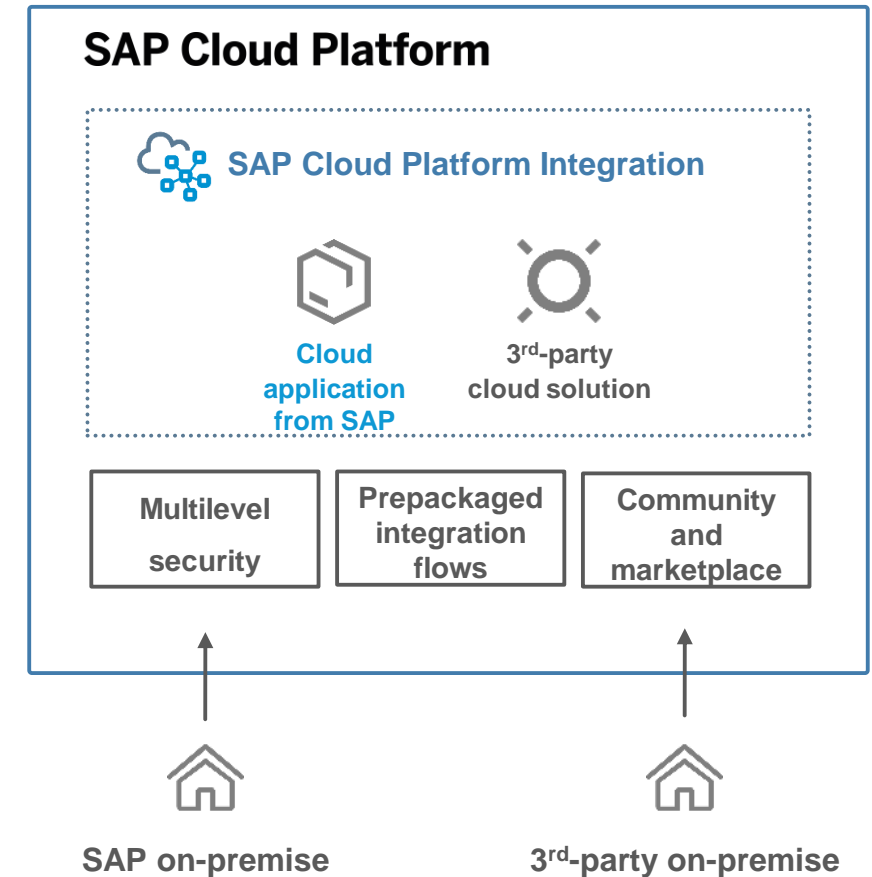 SAP Cloud Platform
SAP Cloud Platform Integration
Cloud
application
from SAP
3rd-party
cloud solution
Multilevel
security
Prepackaged
integration
flows
Community
and
marketplace
SAP on-premise
3rd-party on-premise